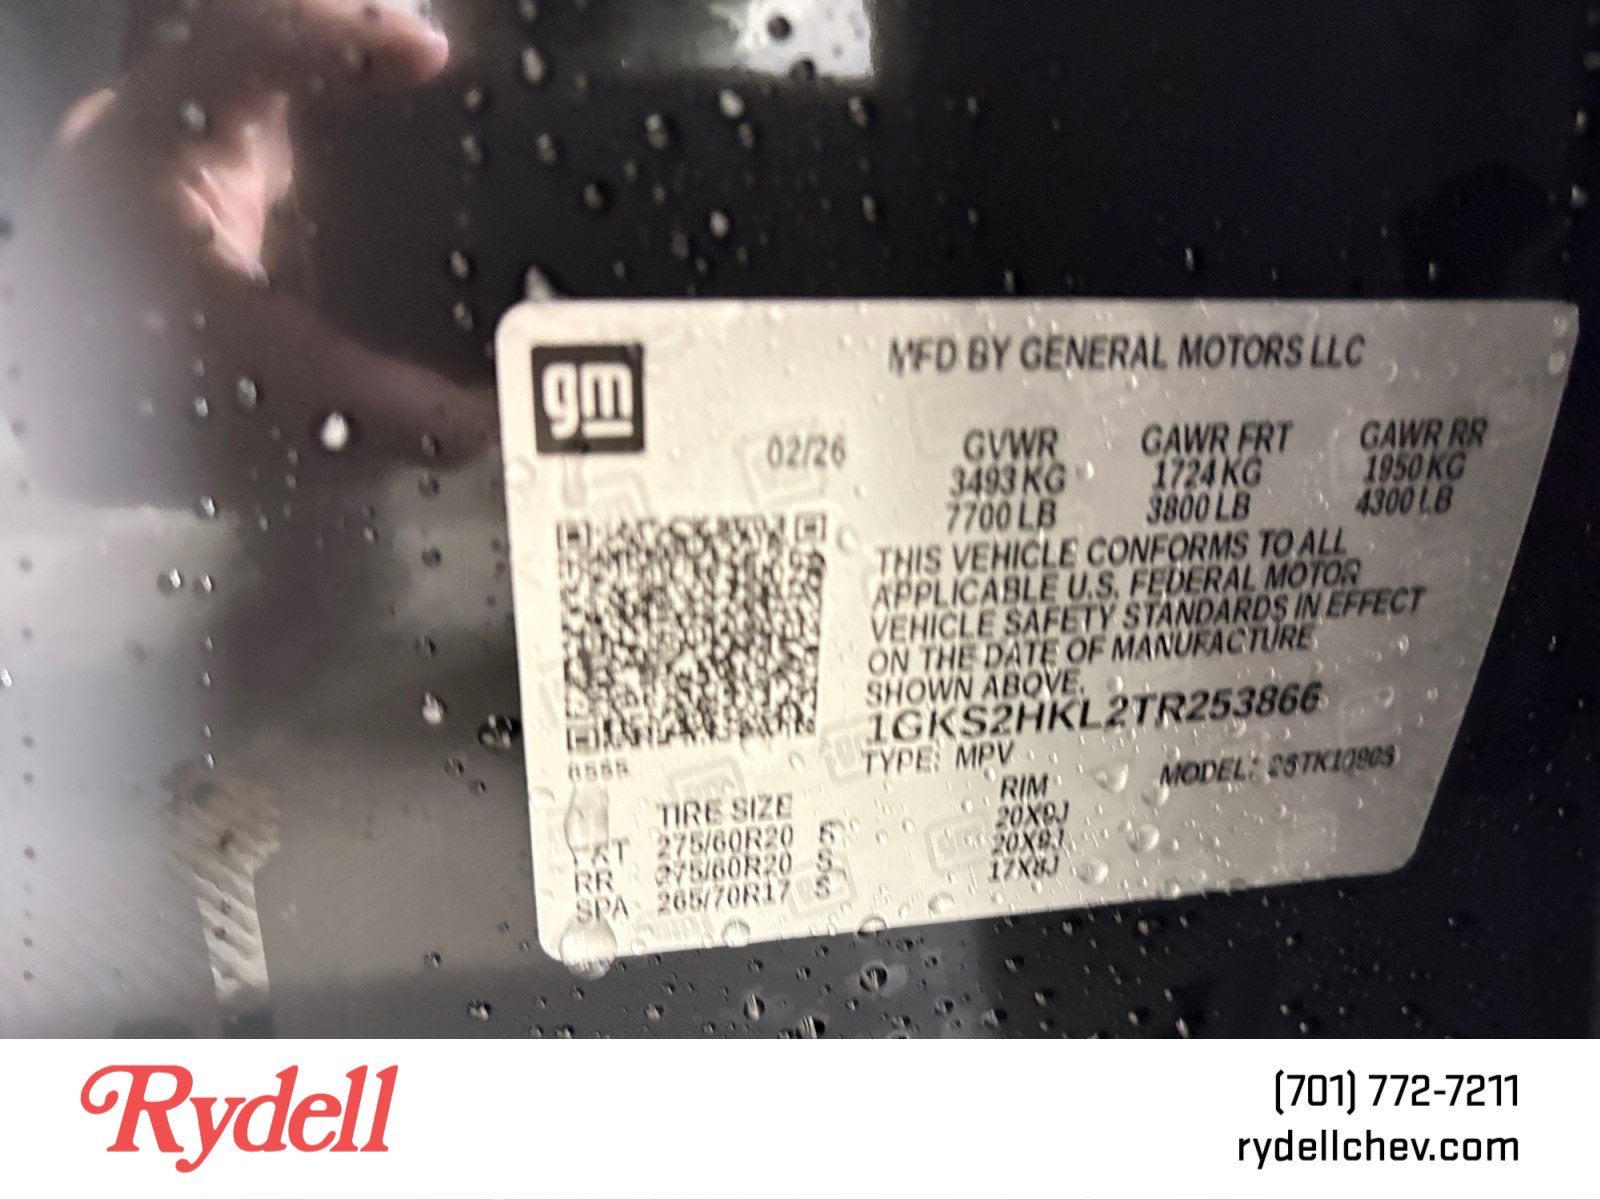 gm
MFD BY GENERAL MOTORS LLC
02/26
GVWR GAWR FRT GAWR RR
3493 KG 1724 KG 1950 KG
7700 LB 3800 LB 4300 LB
THIS VEHICLE CONFORMS TO ALL
APPLICABLE U.S. FEDERAL MOTOR
VEHICLE SAFETY STANDARDS IN EFFECT
ON THE DATE OF MANUFACTURE
SHOWN ABOVE.
1GKS2HKL2TR253866
TYPE: MPV MODEL:
TIRE SIZE RIM
275/60R20 S 20X9J
RR 275/60R20 S 20X9J
SPA 265/70R17 S 17X8J
Rydell
(701) 772-7211
rydellchev.com